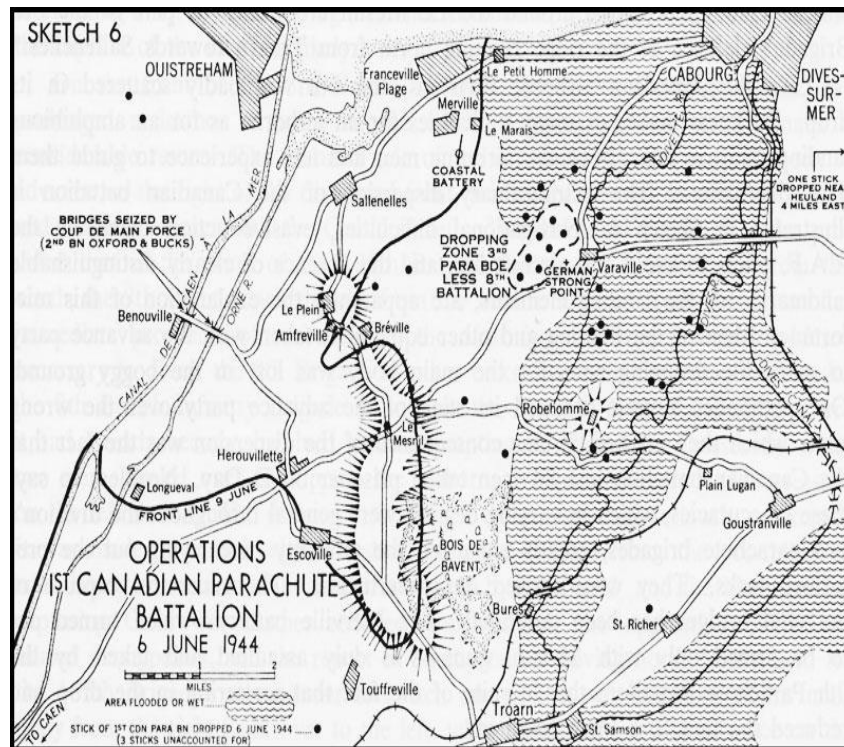 SKETCH 6
OUISTREHAM
Franceville
Plage
Le Petit Homme
CABOURG
DIVES-
SUR-
MER
Merville
Le Marais
COASTAL
BATTERY
ONE STICK
DROPPED NEAR
HEULAND
4 MILES EAST
Sallenelles
BRIDGES SEIZED BY
COUP DE MAIN FORCE
(2ND BN OXFORD & BUCKS)
DROPPING
ZONE 3RD
PARA BDE
LESS 8TH
BATTALION
GERMAN
STRONG
POINT
Varaville
CANAL DE CAEN A LA MER
ORNE R.
Benouville
Le Plein
Amfreville
Bréville
Robehomme
Le
Mesnil
Herouvillette
Longueval
FRONT LINE 9 JUNE
Plain Lugan
Goustranville
Escoville
BOIS DE
BAVENT
OPERATIONS
1ST CANADIAN PARACHUTE
BATTALION
6 JUNE 1944
2
MILES
AREA FLOODED OR WET
Bures
St. Richer
Touffreville
Troarn
St. Samson
TO CAEN
STICK OF 1ST CDN PARA BN DROPPED 6 JUNE 1944
(3 STICKS UNACCOUNTED FOR)